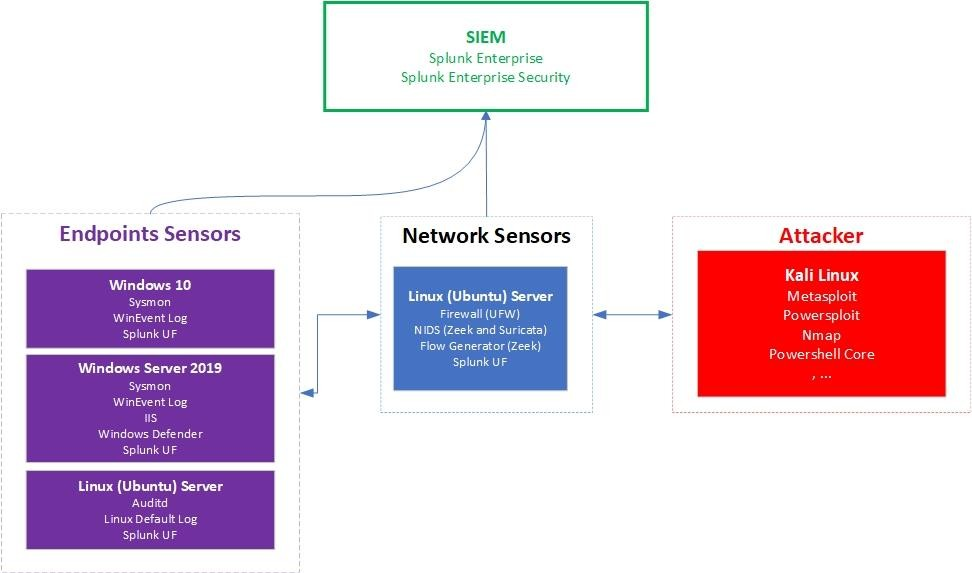 SIEM
Splunk Enterprise
Splunk Enterprise Security
Endpoints Sensors
Windows 10
Sysmon
WinEvent Log
Splunk UF
Windows Server 2019
Sysmon
WinEvent Log
IIS
Windows Defender
Splunk UF
Linux (Ubuntu) Server
Auditd
Linux Default Log
Splunk UF
Network Sensors
Linux (Ubuntu) Server
Firewall (UFW)
NIDS (Zeek and Suricata)
Flow Generator (Zeek)
Splunk UF
Attacker
Kali Linux
Metasploit
Powersploit
Nmap
Powershell Core
, ...